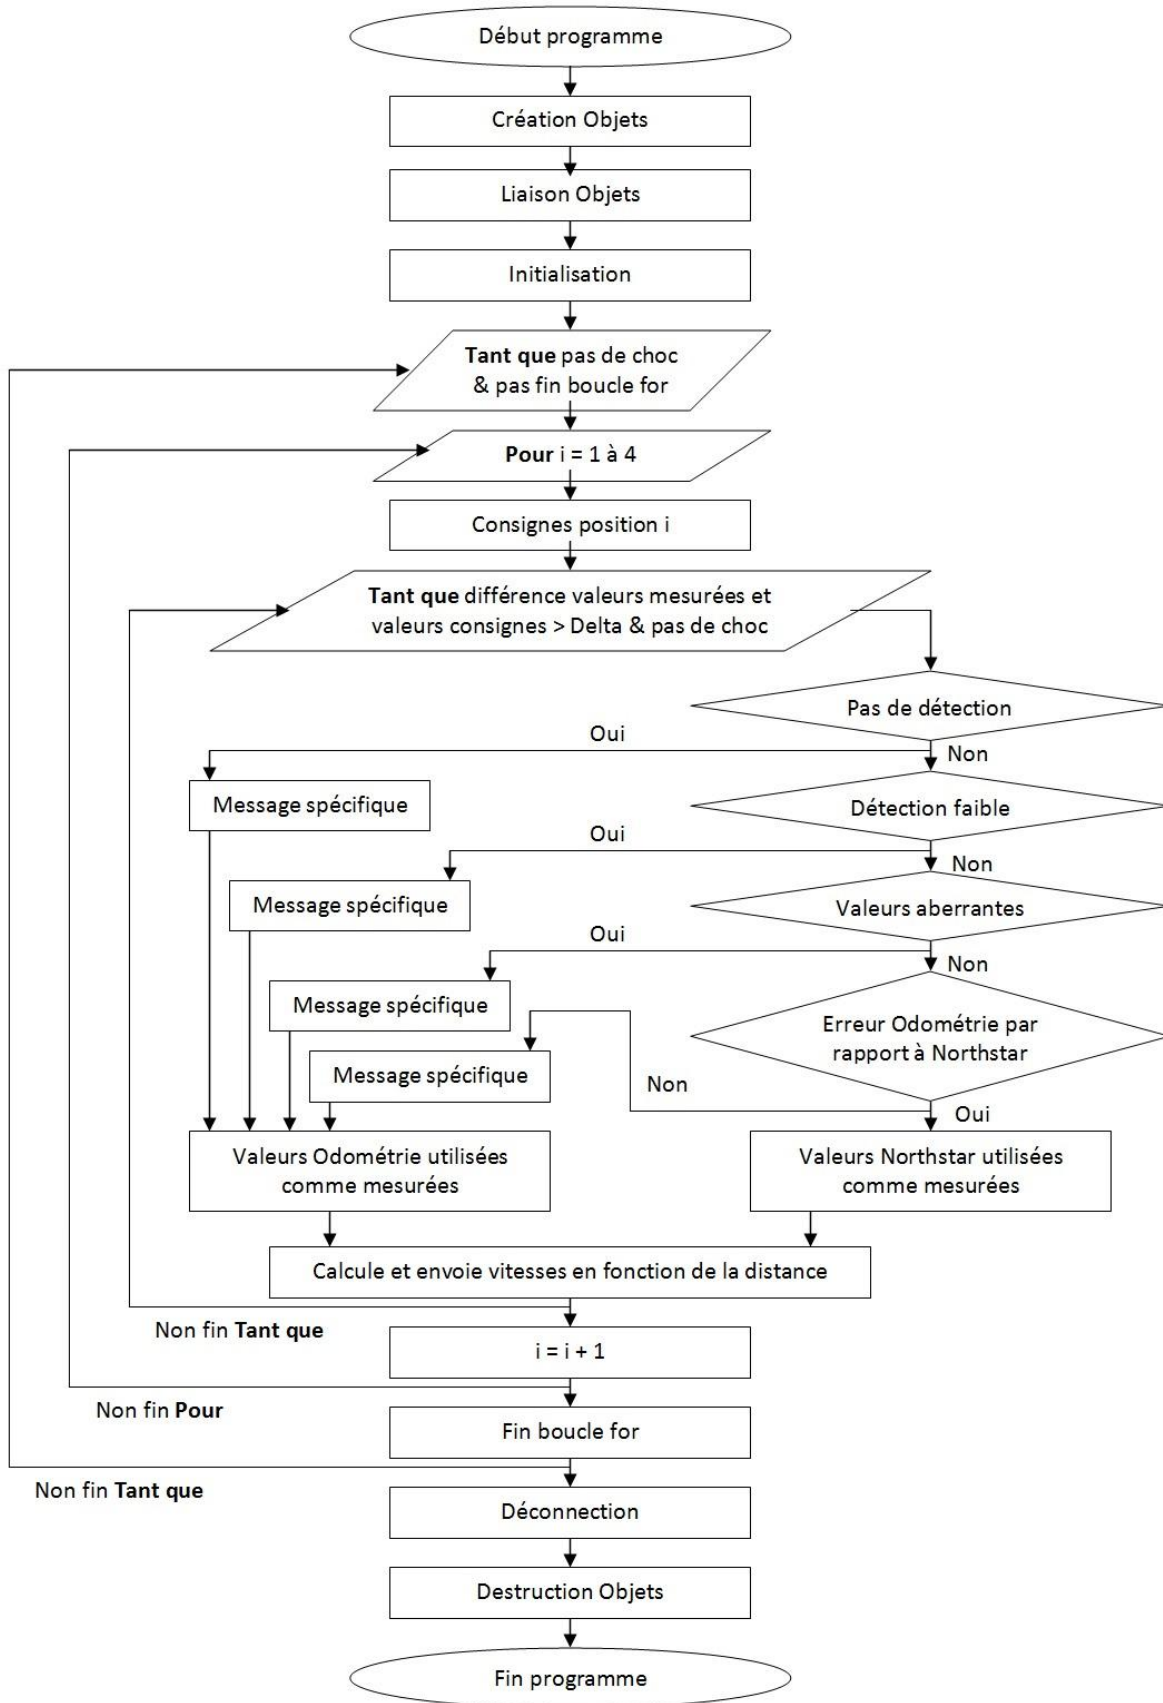 Début programme
Création Objets
Liaison Objets
Initialisation
Tant que pas de choc
& pas fin boucle for
Pour i = 1 à 4
Consignes position i
Tant que différence valeurs mesurées et
valeurs consignes > Delta & pas de choc
Pas de détection
Oui
Non
Message spécifique
Détection faible
Oui
Non
Message spécifique
Valeurs aberrantes
Oui
Non
Message spécifique
Erreur Odométrie par
rapport à Northstar
Message spécifique
Non
Oui
Valeurs Odométrie utilisées
comme mesurées
Valeurs Northstar utilisées
comme mesurées
Calcule et envoie vitesses en fonction de la distance
Non fin Tant que
i = i + 1
Non fin Pour
Fin boucle for
Non fin Tant que
Déconnection
Destruction Objets
Fin programme